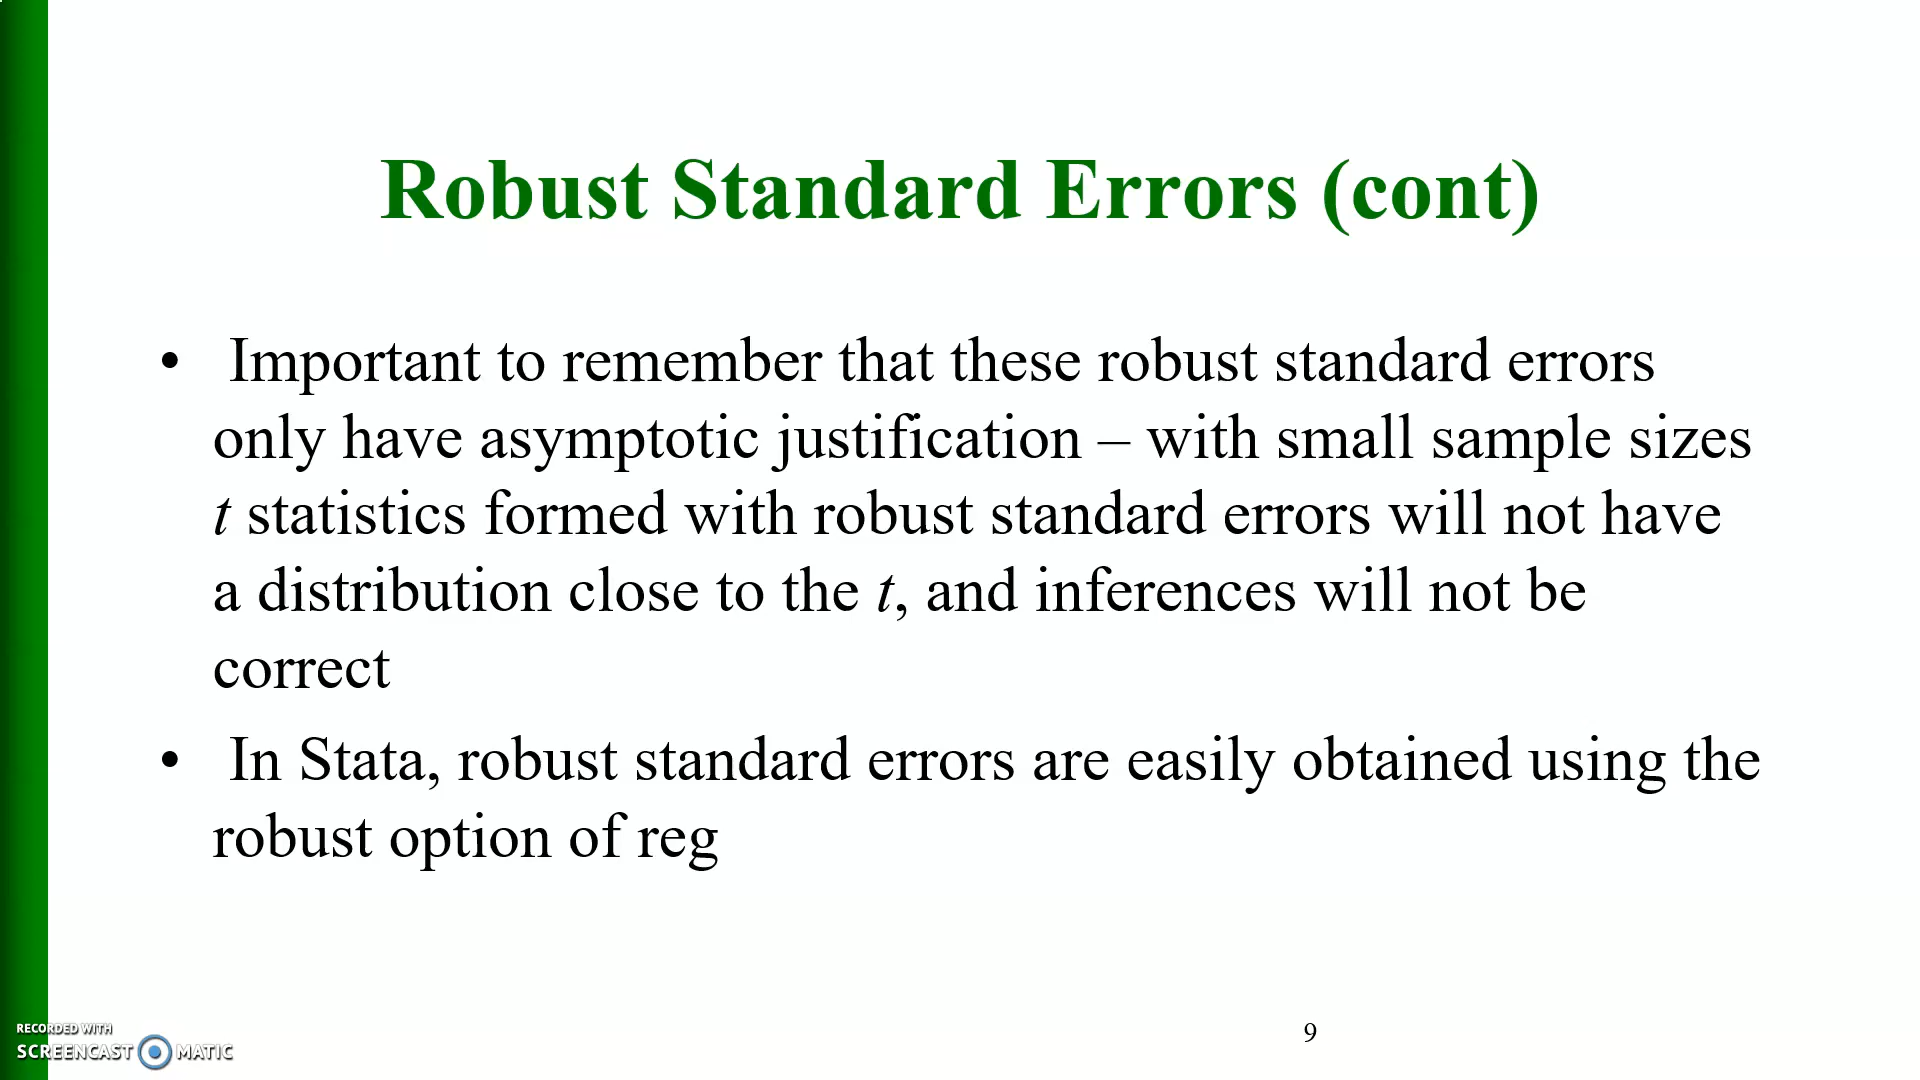 Robust Standard Errors (cont)
• Important to remember that these robust standard errors
only have asymptotic justification – with small sample sizes
t statistics formed with robust standard errors will not have
a distribution close to the t, and inferences will not be
correct
• In Stata, robust standard errors are easily obtained using the
robust option of reg
9
RECORDED WITH
SCREENCAST MATIC